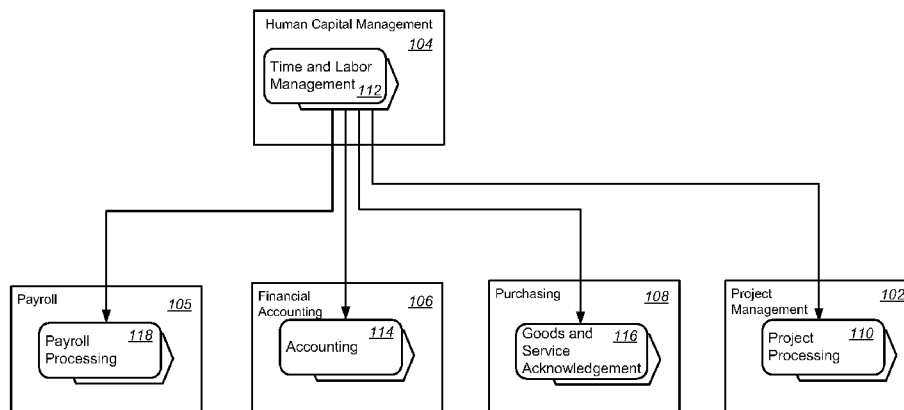 Human Capital Management
104
Time and Labor
Management
112
Payroll
105
Payroll
Processing
118
Financial
Accounting
106
Accounting
114
Purchasing
108
Goods and
Service
Acknowledgement
116
Project
Management
102
Project
Processing
110